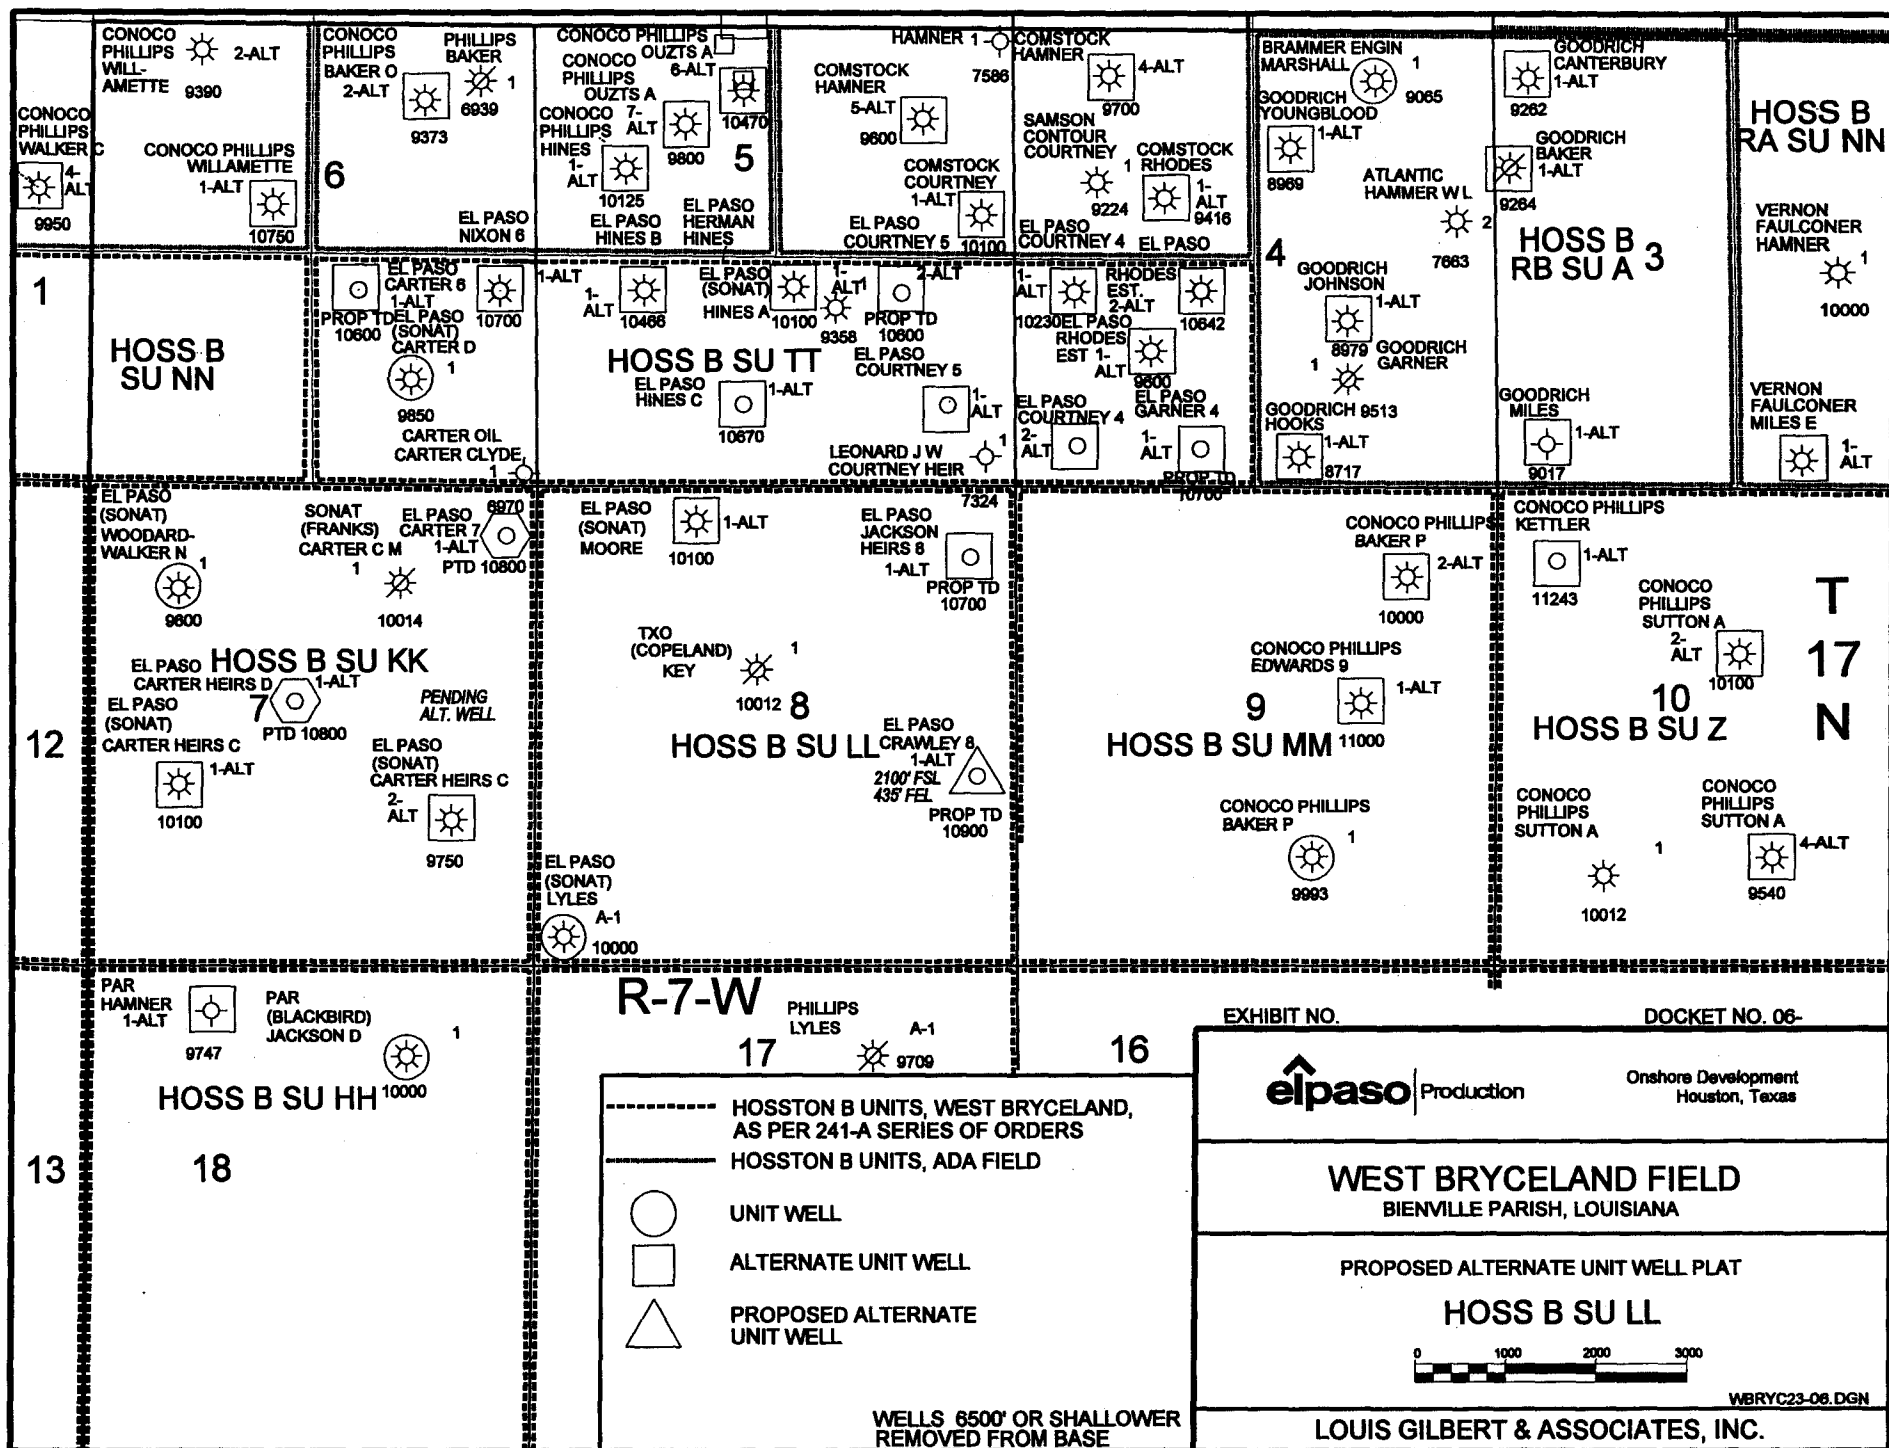 CONOCO
PHILLIPS
WILL-
AMETTE
2-ALT
9390
CONOCO
PHILLIPS
WALKER C
4-
ALT
9950
CONOCO PHILLIPS
WILLAMETTE
1-ALT
10750
CONOCO
PHILLIPS
BAKER O
2-ALT
9373
PHILLIPS
BAKER
1
6939
6
EL PASO
NIXON 6
CONOCO PHILLIPS
OUZTS A
6-ALT
10470
CONOCO
PHILLIPS
OUZTS A
7-
ALT
9800
CONOCO
PHILLIPS
HINES
1-
ALT
10125
5
EL PASO
HINES B
EL PASO
HERMAN
HINES
HAMNER 1
7586
COMSTOCK
HAMNER
5-ALT
9600
COMSTOCK
COURTNEY
1-ALT
10100
EL PASO
COURTNEY 5
COMSTOCK
HAMNER
4-ALT
9700
SAMSON
CONTOUR
COURTNEY
1
9224
COMSTOCK
RHODES
1-
ALT
9416
EL PASO
COURTNEY 4
EL PASO
BRAMMER ENGIN
MARSHALL
1
9065
GOODRICH
YOUNGBLOOD
1-ALT
8969
ATLANTIC
HAMMER W L
2
7663
4
GOODRICH
JOHNSON
1-ALT
8979
GOODRICH
GARNER
1
9513
GOODRICH
HOOKS
1-ALT
8717
GOODRICH
CANTERBURY
1-ALT
9262
GOODRICH
BAKER
1-ALT
9264
HOSS B
RB SU A
3
GOODRICH
MILES
1-ALT
9017
HOSS B
RA SU NN
VERNON
FAULCONER
HAMNER
1
10000
VERNON
FAULCONER
MILES E
1-
ALT
1
HOSS B
SU NN
EL PASO
CARTER 6
1-ALT
PROP TD
10600
10700
EL PASO
(SONAT)
CARTER D
1
9850
CARTER OIL
CARTER CLYDE
1
6970
1-ALT
1-
ALT
10466
EL PASO
(SONAT)
HINES A
10100
1-
ALT
1
9358
2-ALT
PROP TD
10600
HOSS B SU TT
EL PASO
HINES C
1-ALT
10670
EL PASO
COURTNEY 5
1-
ALT
LEONARD J W
COURTNEY HEIR
1
7324
1-
ALT
10230
RHODES
EST.
2-ALT
10642
EL PASO
RHODES
EST 1-
ALT
9600
EL PASO
COURTNEY 4
2-
ALT
EL PASO
GARNER 4
1-
ALT
PROP TD
10700
EL PASO
(SONAT)
WOODARD-
WALKER N
1
9600
SONAT
(FRANKS)
CARTER C M
1
10014
EL PASO
CARTER 7
1-ALT
PTD 10800
HOSS B SU KK
EL PASO
CARTER HEIRS D
1-ALT
7
PTD 10800
PENDING
ALT. WELL
EL PASO
(SONAT)
CARTER HEIRS C
1-ALT
10100
EL PASO
(SONAT)
CARTER HEIRS C
2-
ALT
9750
12
EL PASO
(SONAT)
MOORE
1-ALT
10100
EL PASO
JACKSON
HEIRS 8
1-ALT
PROP TD
10700
TXO
(COPELAND)
KEY
1
10012
8
HOSS B SU LL
EL PASO
CRAWLEY 8
1-ALT
2100' FSL
435' FEL
PROP TD
10900
EL PASO
(SONAT)
LYLES
A-1
10000
CONOCO PHILLIPS
BAKER P
2-ALT
10000
CONOCO PHILLIPS
EDWARDS 9
1-ALT
9
HOSS B SU MM
11000
CONOCO PHILLIPS
BAKER P
1
9993
CONOCO PHILLIPS
KETTLER
1-ALT
11243
CONOCO
PHILLIPS
SUTTON A
2-
ALT
10100
10
HOSS B SU Z
CONOCO
PHILLIPS
SUTTON A
1
10012
CONOCO
PHILLIPS
SUTTON A
4-ALT
9540
T
17
N
PAR
HAMNER
1-ALT
9747
PAR
(BLACKBIRD)
JACKSON D
1
10000
HOSS B SU HH
13
18
R-7-W
PHILLIPS
LYLES
A-1
9709
17
16
HOSSTON B UNITS, WEST BRYCELAND,
AS PER 241-A SERIES OF ORDERS
HOSSTON B UNITS, ADA FIELD
UNIT WELL
ALTERNATE UNIT WELL
PROPOSED ALTERNATE
UNIT WELL
WELLS 6500' OR SHALLOWER
REMOVED FROM BASE
EXHIBIT NO.
DOCKET NO. 06-
elpaso Production
Onshore Development
Houston, Texas
WEST BRYCELAND FIELD
BIENVILLE PARISH, LOUISIANA
PROPOSED ALTERNATE UNIT WELL PLAT
HOSS B SU LL
0 1000 2000 3000
WBRYC23-06.DGN
LOUIS GILBERT & ASSOCIATES, INC.